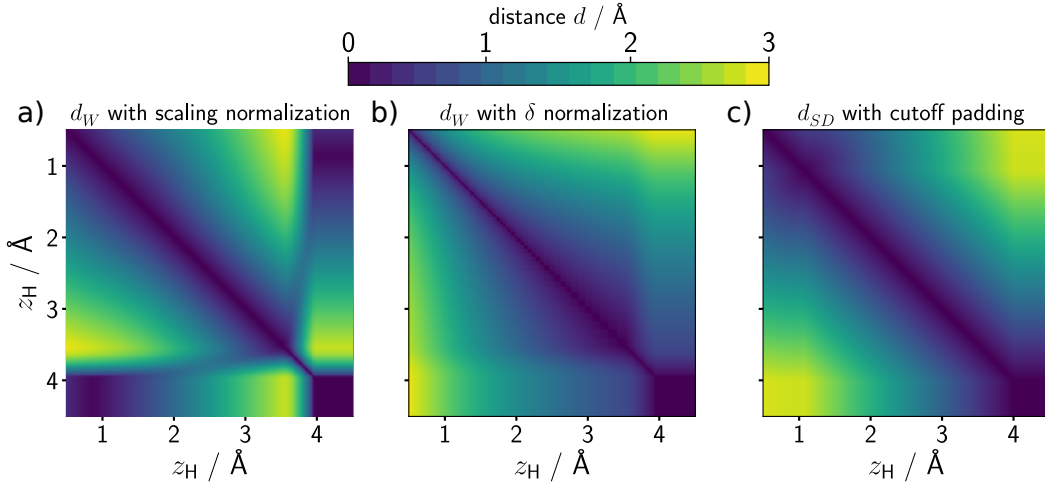 distance d / Å
0 1 2 3
a) d_W with scaling normalization
b) d_W with δ normalization
c) d_SD with cutoff padding
z_H / Å
1
2
3
4
1 2 3 4
1 2 3 4
1 2 3 4
z_H / Å
z_H / Å
z_H / Å